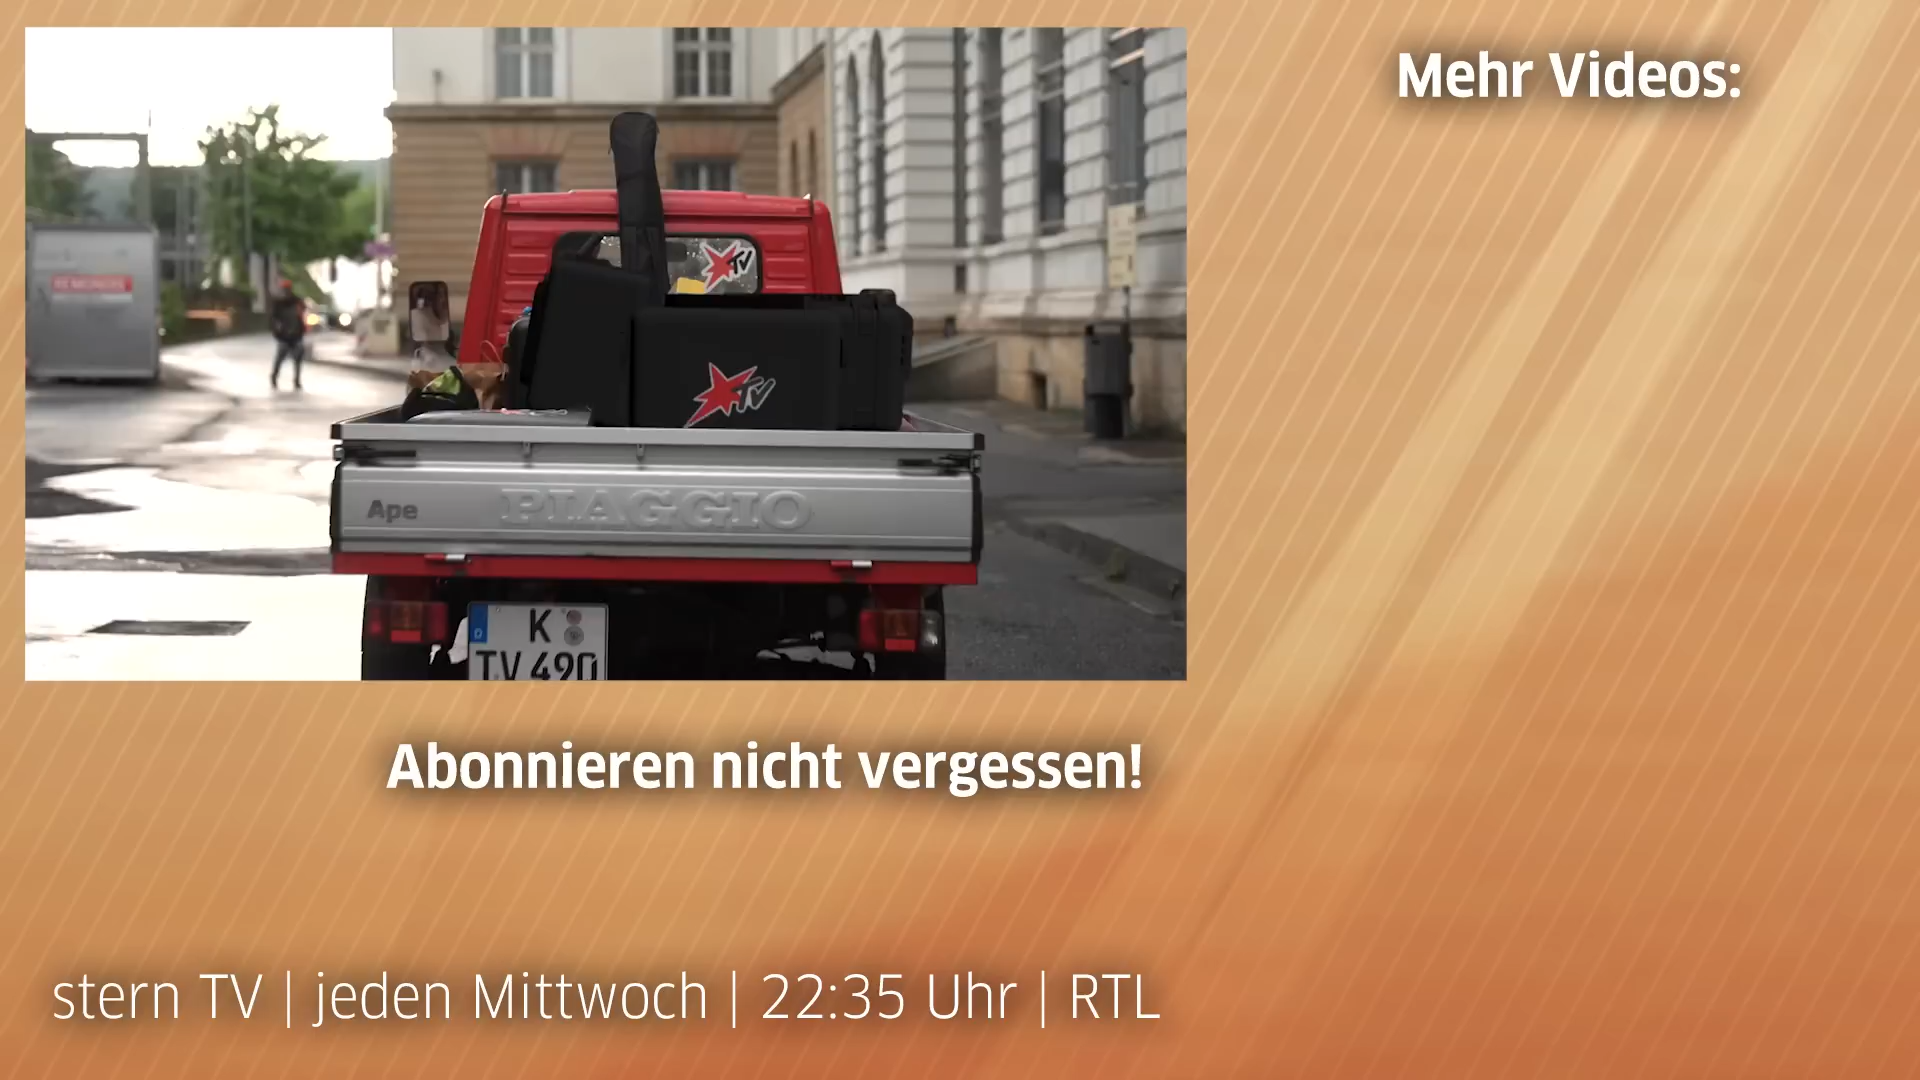 Mehr Videos:
TV
TV
Ape
PIAGGIO
K
D
TV 490
Abonnieren nicht vergessen!
stern TV | jeden Mittwoch | 22:35 Uhr | RTL